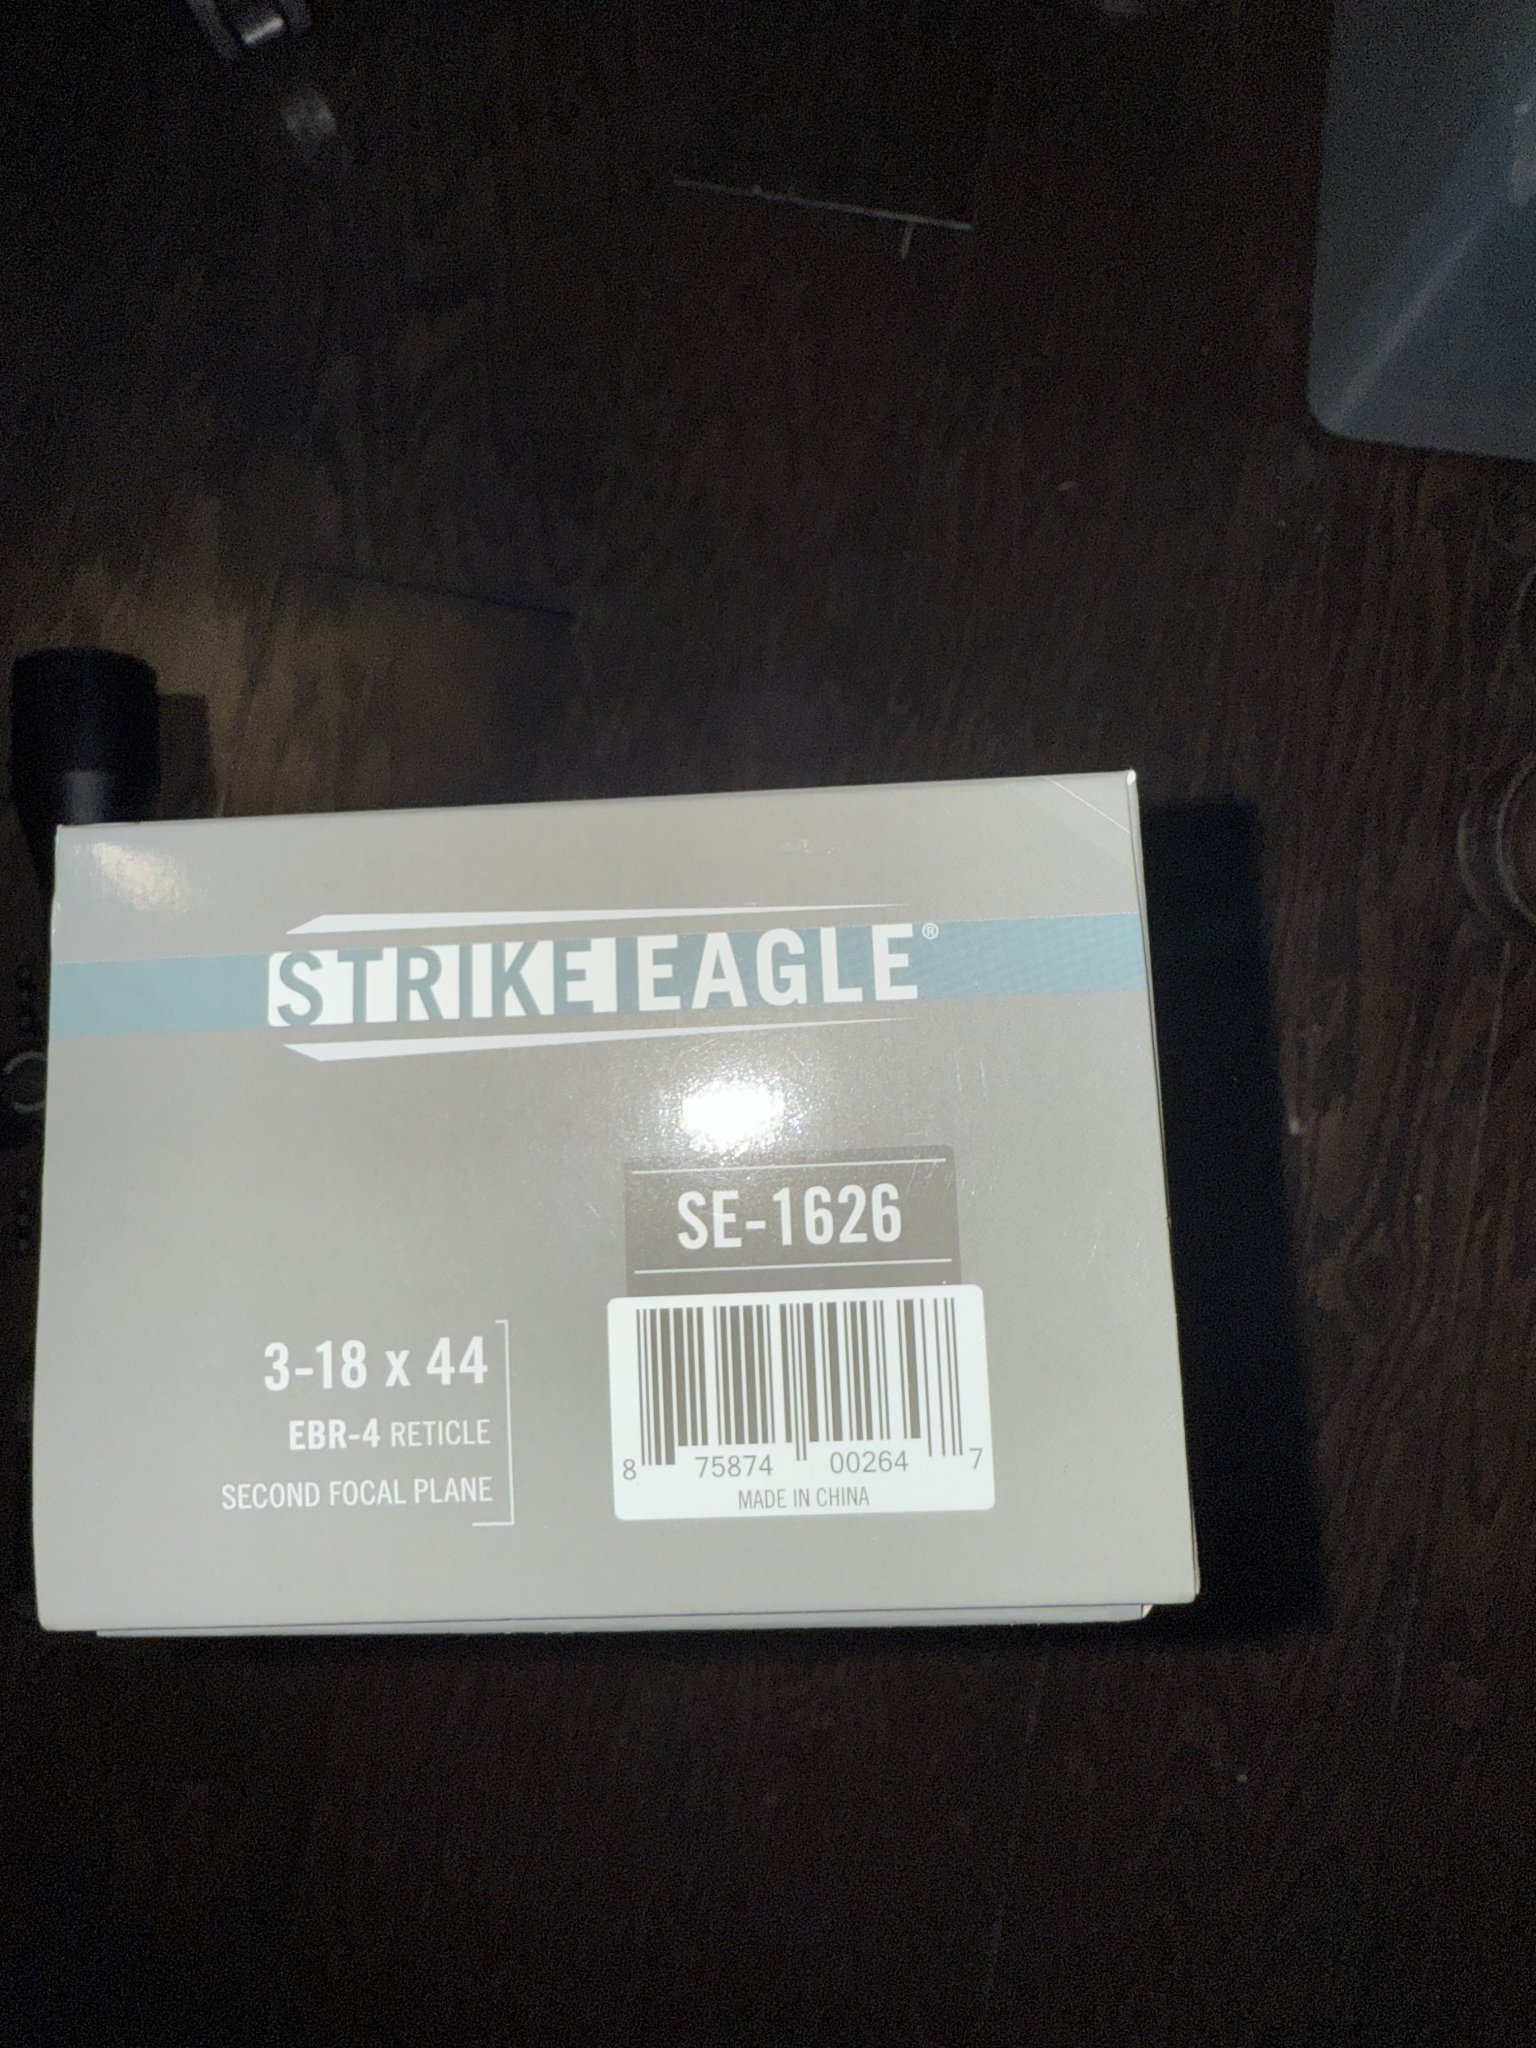 STRIKE EAGLE®
SE-1626
3-18 x 44
EBR-4 RETICLE
SECOND FOCAL PLANE
8 75874 00264 7
MADE IN CHINA